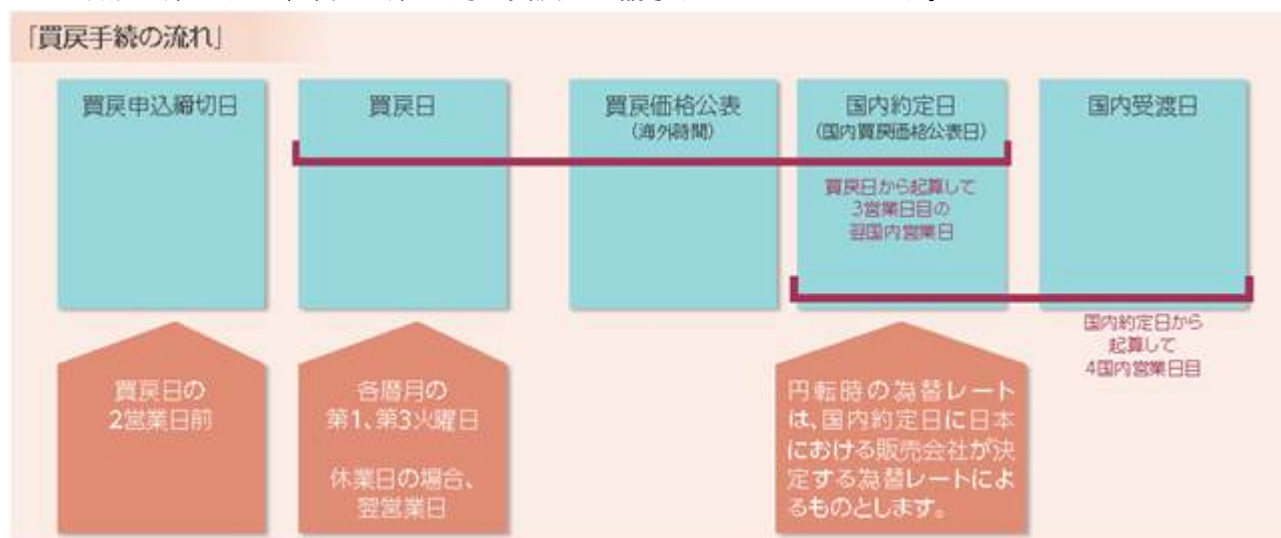 「買戻手続の流れ」
買戻申込締切日
買戻日
買戻価格公表
(海外時間)
国内約定日
(国内買戻価格公表日)
国内受渡日
買戻日から起算して
3営業日目の
翌国内営業日
国内約定日から
起算して
4国内営業日目
買戻日の
2営業日前
各暦月の
第1、第3火曜日
休業日の場合、
翌営業日
円転時の為替レート
は、国内約定日に日本
における販売会社が決
定する為替レートによ
るものとします。